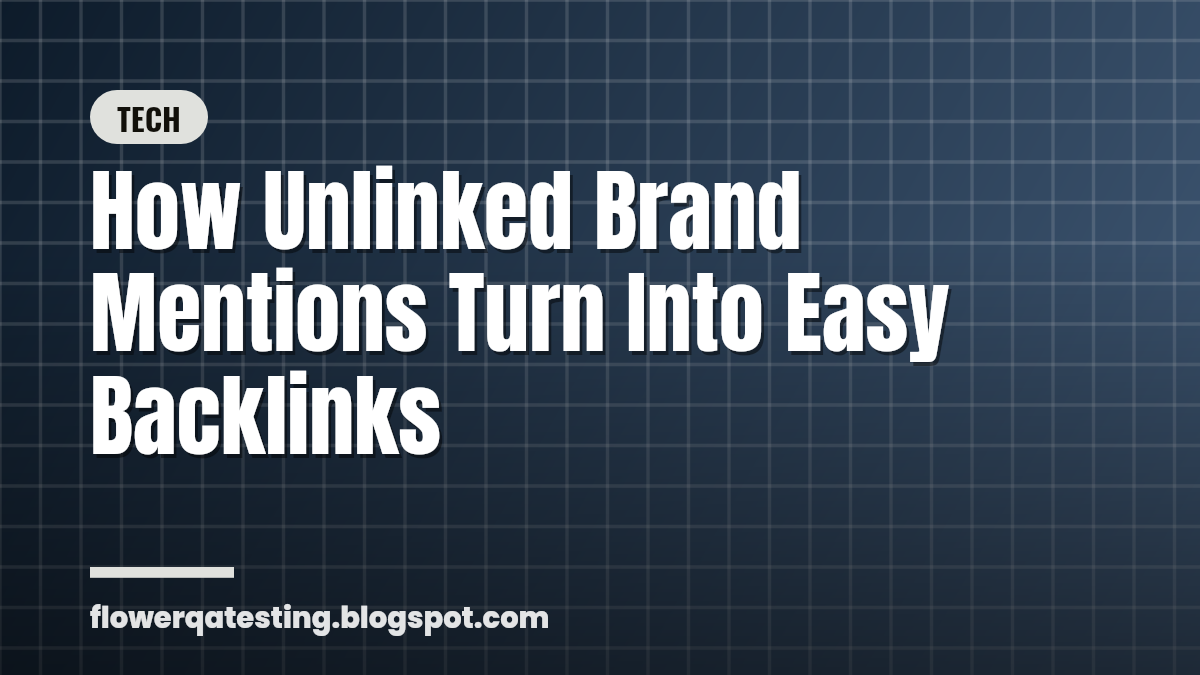 TECH
How Unlinked Brand
Mentions Turn Into Easy
Backlinks
flowerqatesting.blogspot.com